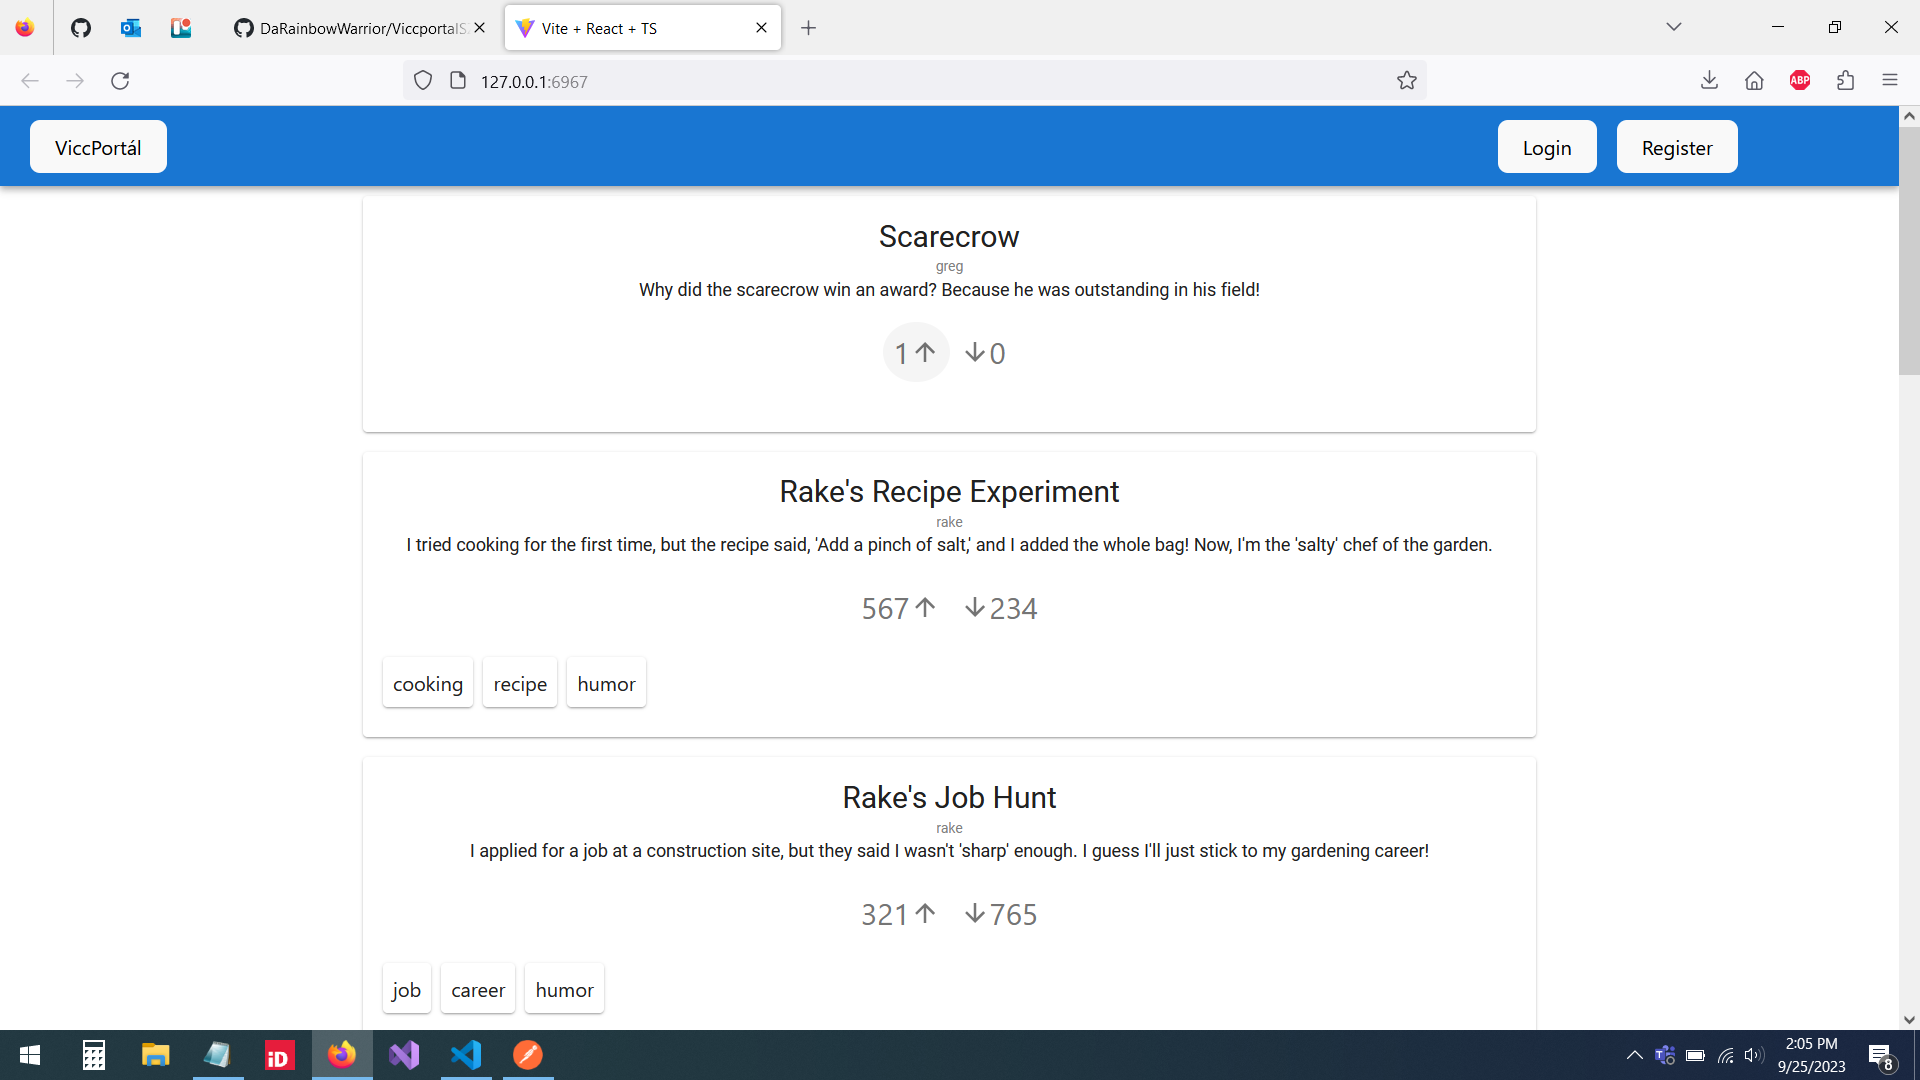 DaRainbowWarrior/ViccportalS
Vite + React + TS
127.0.0.1:6967
ABP
ViccPortál
Login
Register
Scarecrow
greg
Why did the scarecrow win an award? Because he was outstanding in his field!
1 0
Rake's Recipe Experiment
rake
I tried cooking for the first time, but the recipe said, 'Add a pinch of salt,' and I added the whole bag! Now, I'm the 'salty' chef of the garden.
567 234
cooking recipe humor
Rake's Job Hunt
rake
I applied for a job at a construction site, but they said I wasn't 'sharp' enough. I guess I'll just stick to my gardening career!
321 765
job career humor
iD
2:05 PM
9/25/2023
8